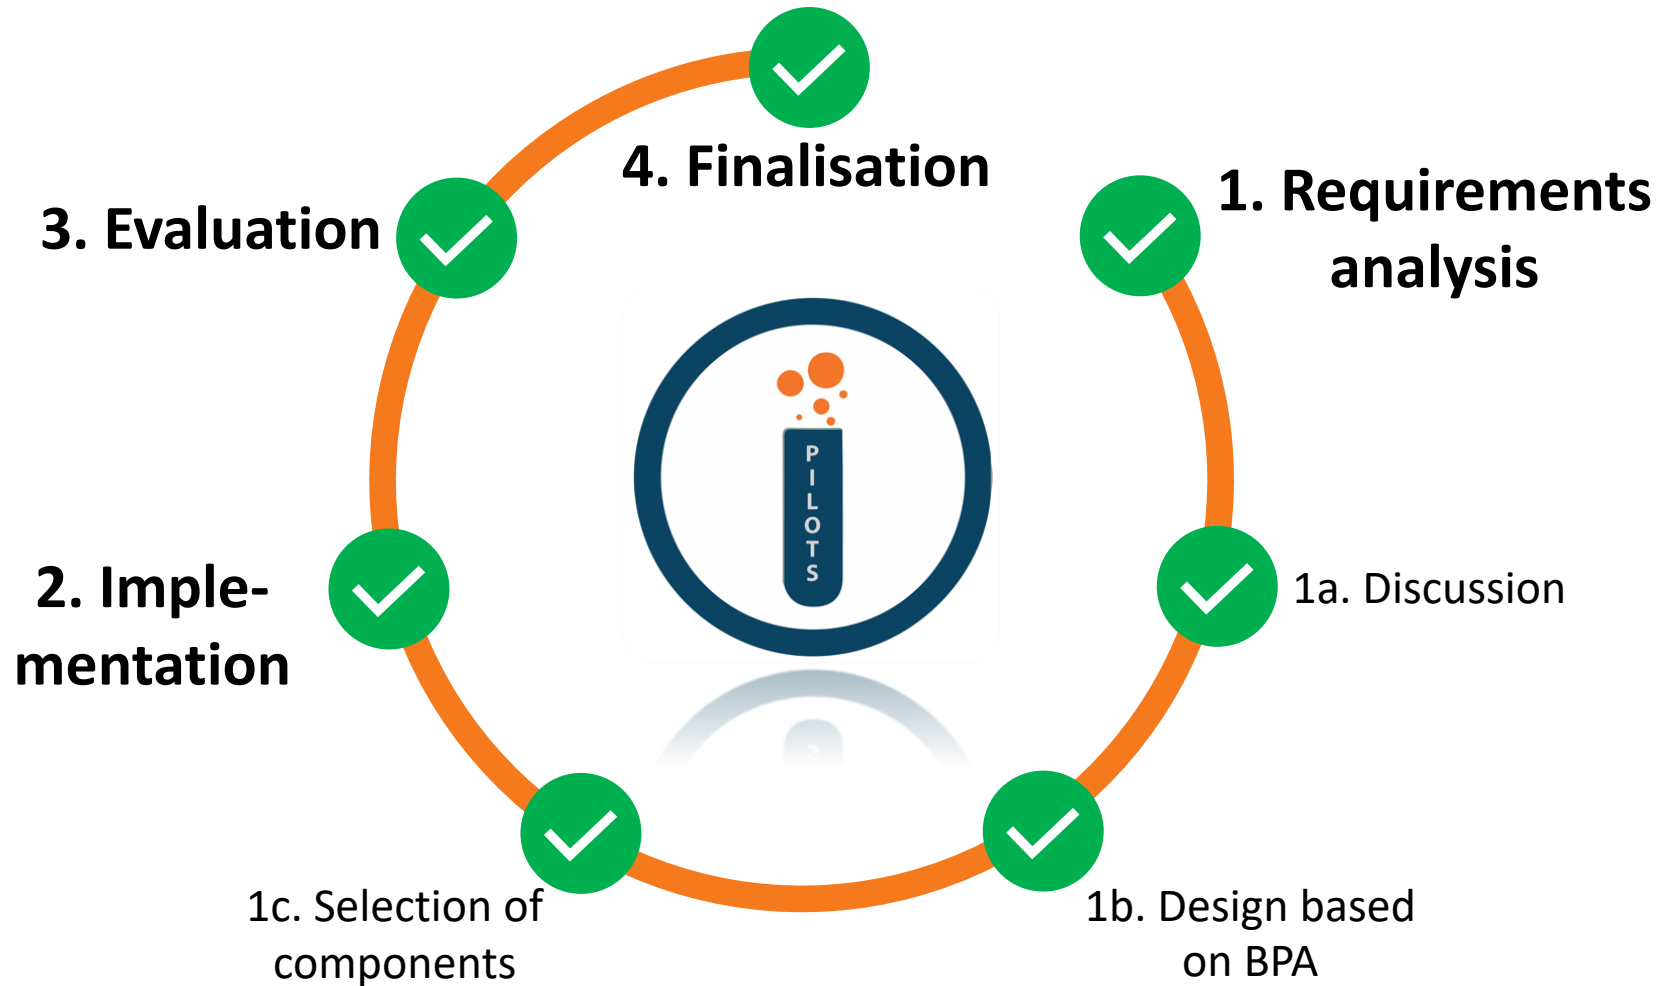 4. Finalisation
1. Requirements
analysis
3. Evaluation
PILOTS
2. Imple-
mentation
1a. Discussion
1c. Selection of
components
1b. Design based
on BPA